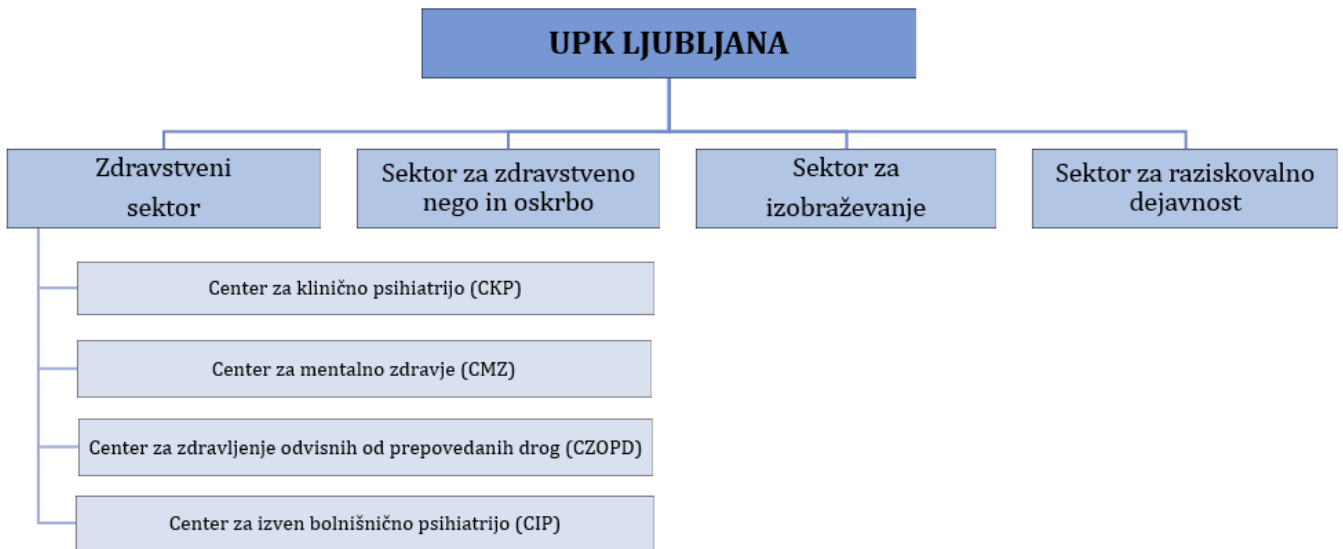 UPK LJUBLJANA
Zdravstveni
sektor
Sektor za zdravstveno
nego in oskrbo
Sektor za
izobraževanje
Sektor za raziskovalno
dejavnost
Center za klinično psihiatrijo (CKP)
Center za mentalno zdravje (CMZ)
Center za zdravljenje odvisnih od prepovedanih drog (CZOPD)
Center za izven bolnišnično psihiatrijo (CIP)